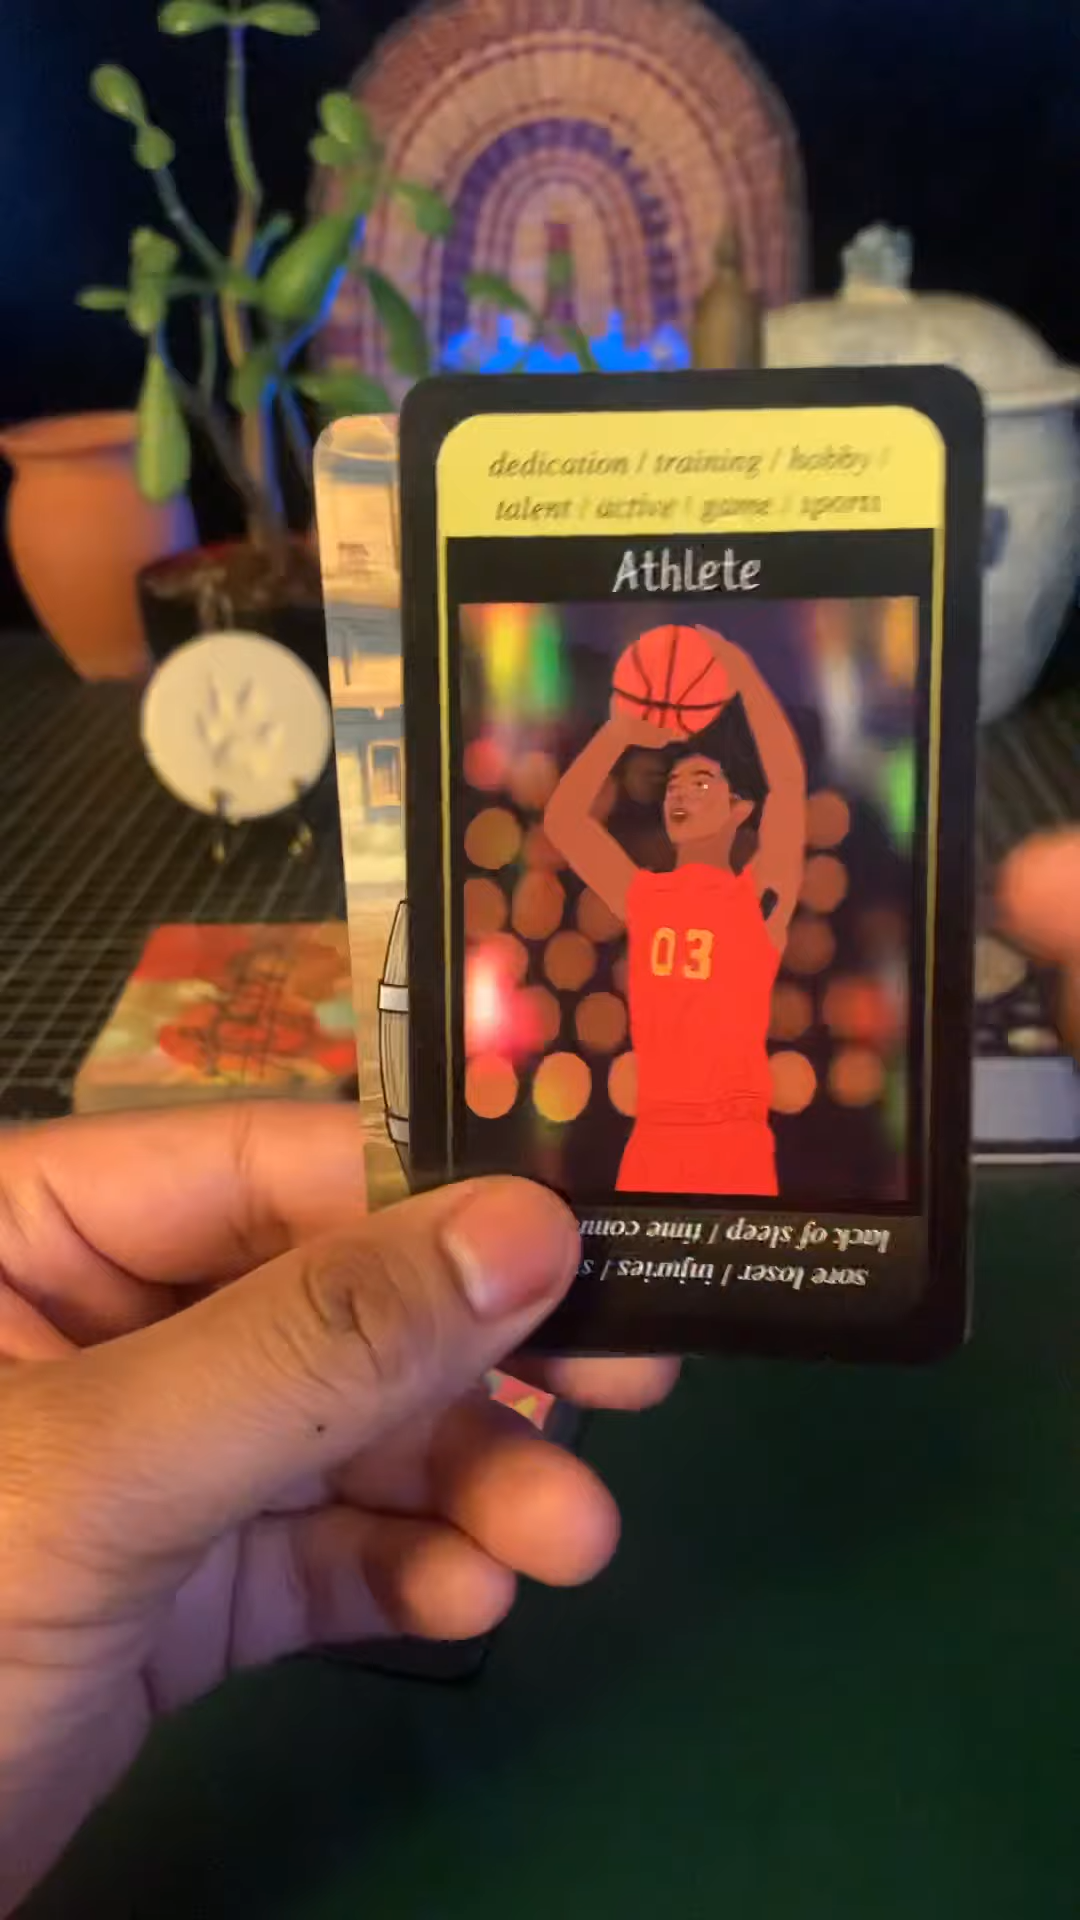 dedication / training / hobby /
talent / active / game / sports
Athlete
03
lack of sleep / time com
sore loser / injuries / s